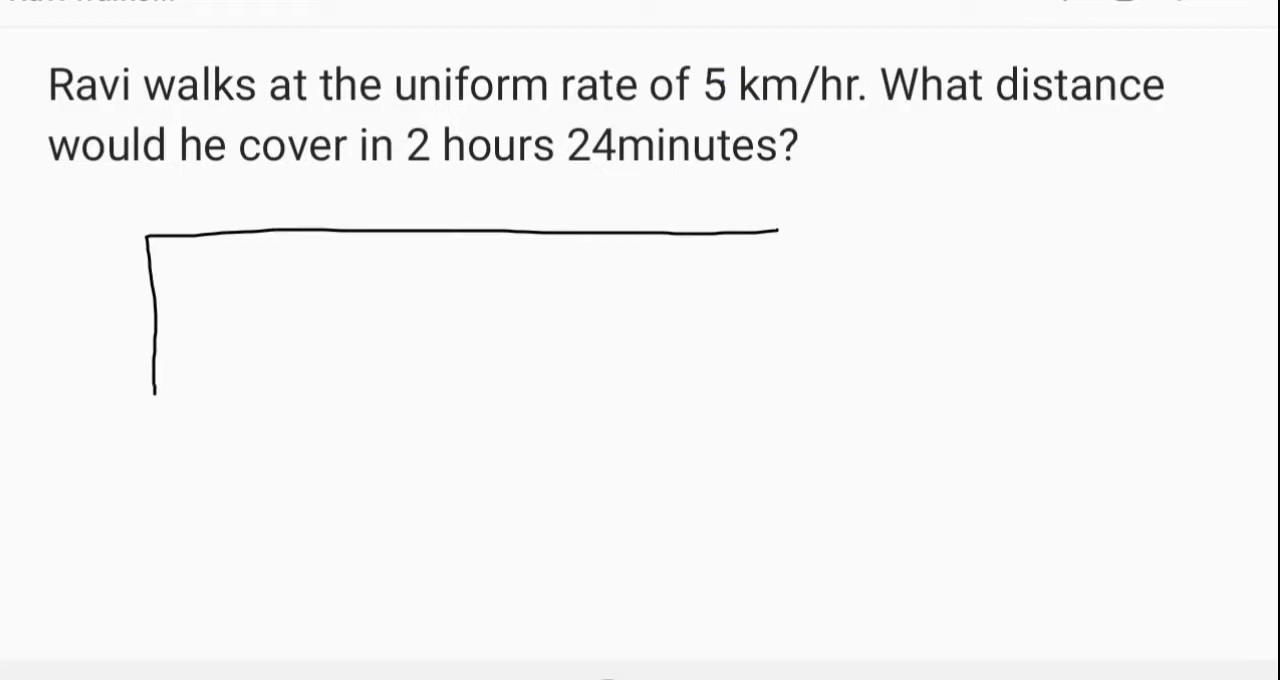 Ravi walks at the uniform rate of 5 km/hr. What distance
would he cover in 2 hours 24minutes?